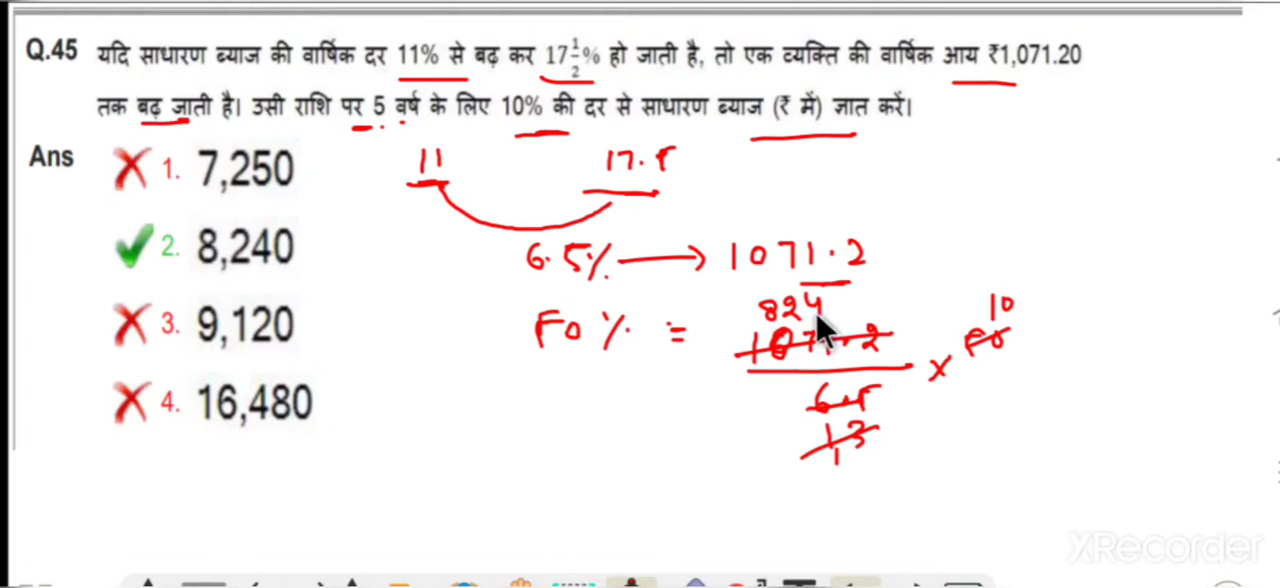 Q.45 यदि साधारण ब्याज की वार्षिक दर 11% से बढ़ कर 17 1/2% हो जाती है, तो एक व्यक्ति की वार्षिक आय ₹1,071.20
तक बढ़ जाती है। उसी राशि पर 5 वर्ष के लिए 10% की दर से साधारण ब्याज (₹ में) ज्ञात करें।
Ans 1. 7,250
2. 8,240
3. 9,120
4. 16,480
11 17.5
6.5% → 1071.2
50% = 1071.2 × 50
824 10
6.5
13
1
XRecorder